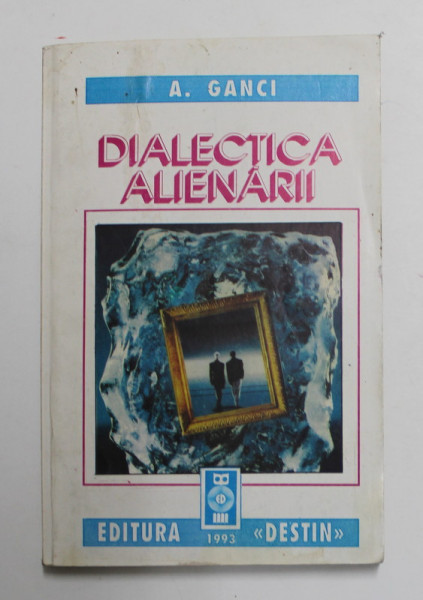 A. GANCI
DIALECTICA
ALIENĂRII
EDITURA 1993 «DESTIN»